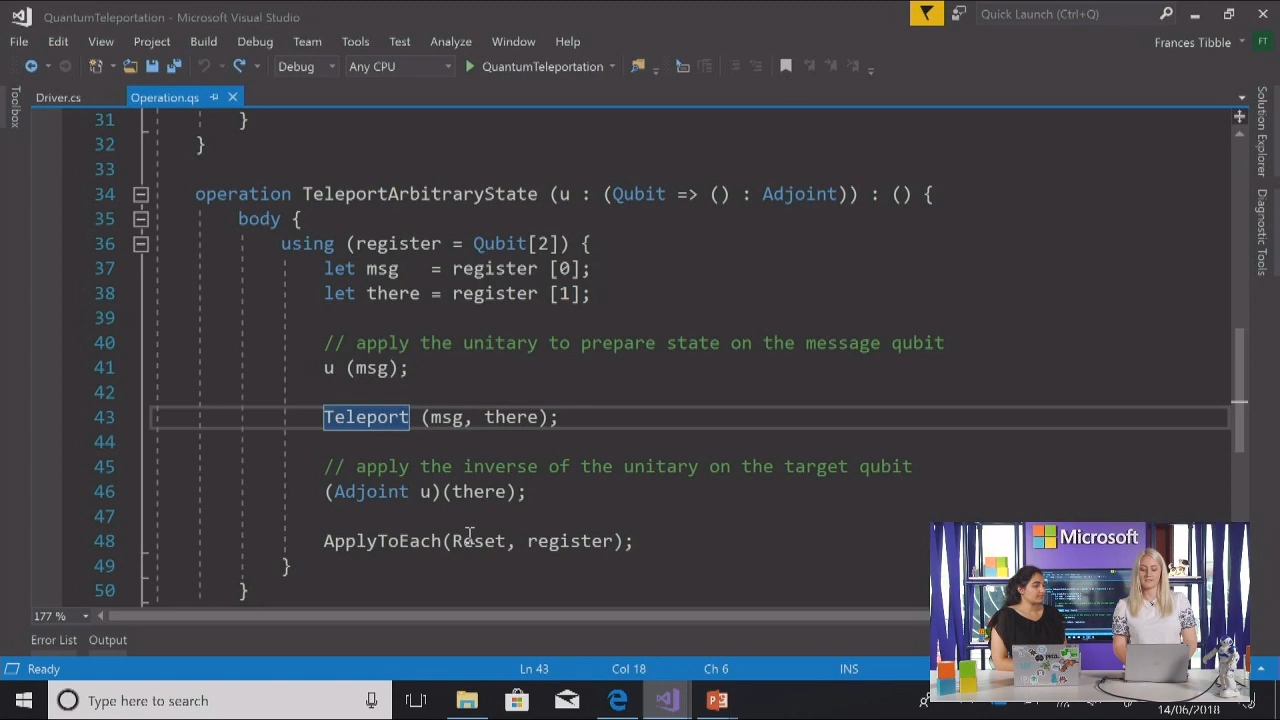 QuantumTeleportation - Microsoft Visual Studio
Quick Launch (Ctrl+Q)
File Edit View Project Build Debug Team Tools Test Analyze Window Help
Frances Tibble FT
Debug Any CPU QuantumTeleportation
Toolbox
Driver.cs Operation.qs
Solution Explorer
Diagnostic Tools
31 }
32 }
33
34 operation TeleportArbitraryState (u : (Qubit => () : Adjoint)) : () {
35 body {
36 using (register = Qubit[2]) {
37 let msg = register [0];
38 let there = register [1];
39
40 // apply the unitary to prepare state on the message qubit
41 u (msg);
42
43 Teleport (msg, there);
44
45 // apply the inverse of the unitary on the target qubit
46 (Adjoint u)(there);
47
48 ApplyToEach(Reset, register);
49 }
50 }
177 %
Error List Output
Ready Ln 43 Col 18 Ch 6 INS
Microsoft
Type here to search
14/06/2018